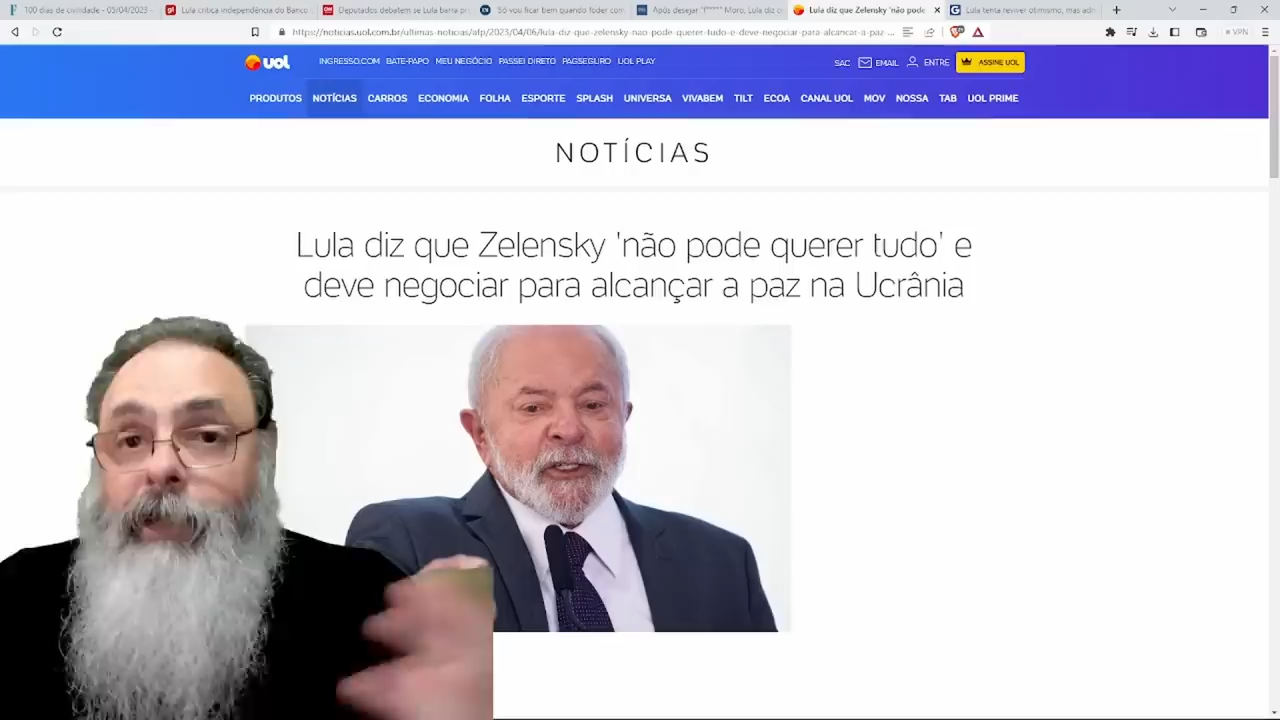 100 dias de civilidade - 05/04/2023 -
Lula critica independência do Banco
Deputados debatem se Lula barra pr
'Só vou ficar bem quando foder com
Após desejar "f***** Moro, Lula diz c
Lula diz que Zelensky 'não pode
Lula tenta reviver otimismo, mas adm
https://noticias.uol.com.br/ultimas-noticias/afp/2023/04/06/lula-diz-que-zelensky-nao-pode-querer-tudo-e-deve-negociar-para-alcancar-a-paz-...
VPN
UOL
INGRESSO.COM BATE-PAPO MEU NEGÓCIO PASSEI DIRETO PAGSEGURO UOL PLAY
SAC EMAIL ENTRE ASSINE UOL
PRODUTOS NOTÍCIAS CARROS ECONOMIA FOLHA ESPORTE SPLASH UNIVERSA VIVABEM TILT ECOA CANAL UOL MOV NOSSA TAB UOL PRIME
NOTÍCIAS
Lula diz que Zelensky 'não pode querer tudo' e
deve negociar para alcançar a paz na Ucrânia